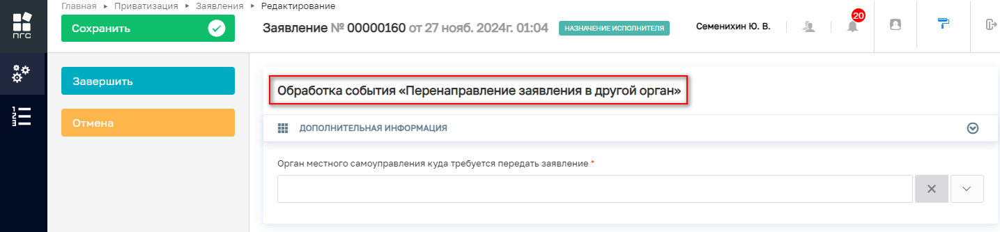 Главная ▸ Приватизация ▸ Заявления ▸ Редактирование
пгс
Сохранить
Заявление № 00000160 от 27 нояб. 2024г. 01:04
НАЗНАЧЕНИЕ ИСПОЛНИТЕЛЯ
Семенихин Ю. В.
20
Завершить
Отмена
Обработка события «Перенаправление заявления в другой орган»
ДОПОЛНИТЕЛЬНАЯ ИНФОРМАЦИЯ
Орган местного самоуправления куда требуется передать заявление *